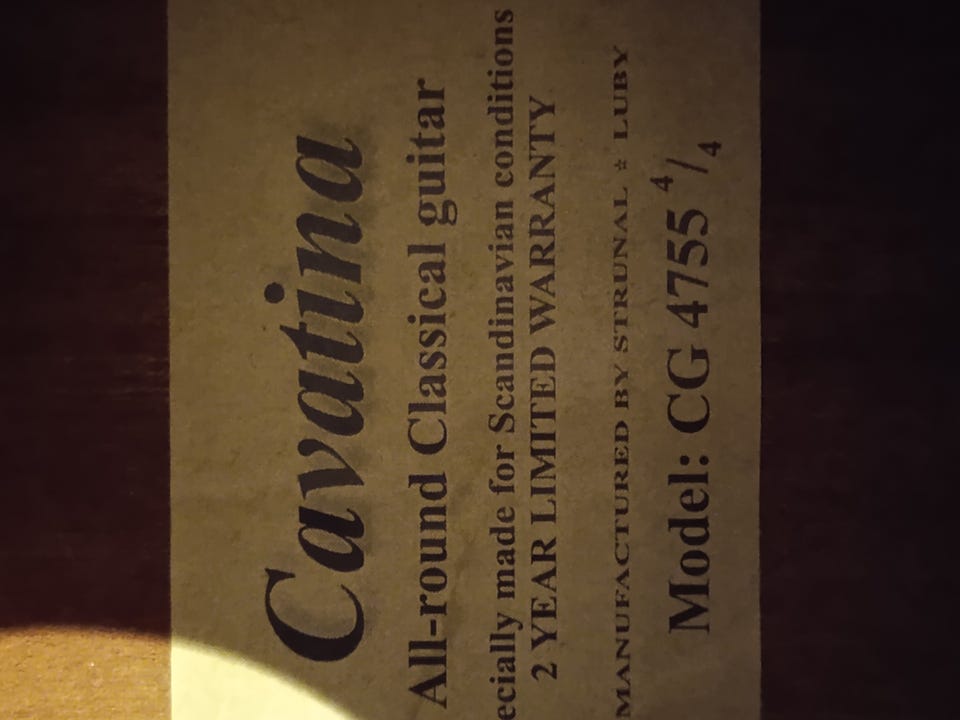 Cavatina
All-round Classical guitar
ecially made for Scandinavian conditions
2 YEAR LIMITED WARRANTY
MANUFACTURED BY STRUNAL ☆ LUBY
Model: CG 4755 4/4